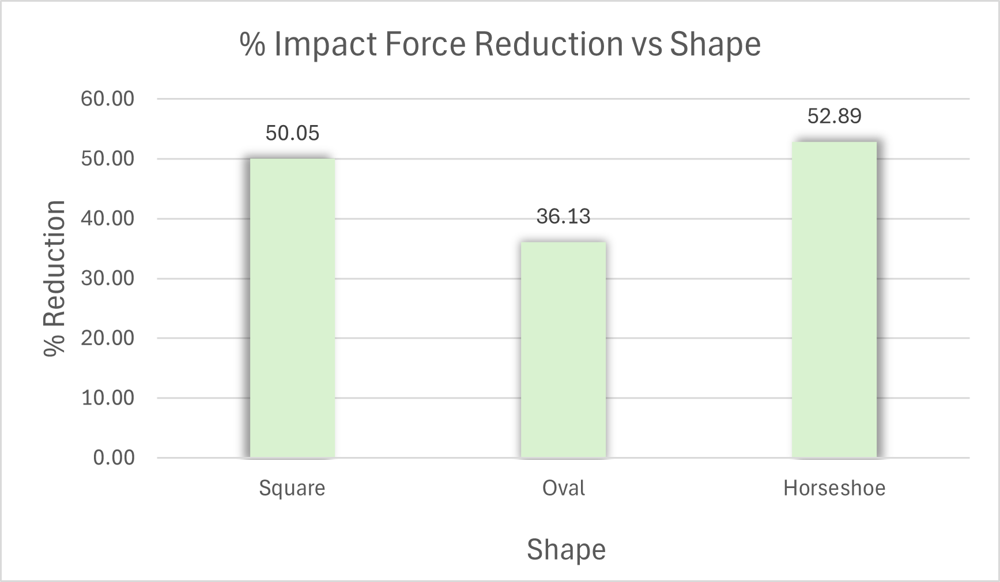 % Impact Force Reduction vs Shape
60.00
50.00
40.00
30.00
20.00
10.00
0.00
% Reduction
50.05
36.13
52.89
Square
Oval
Horseshoe
Shape